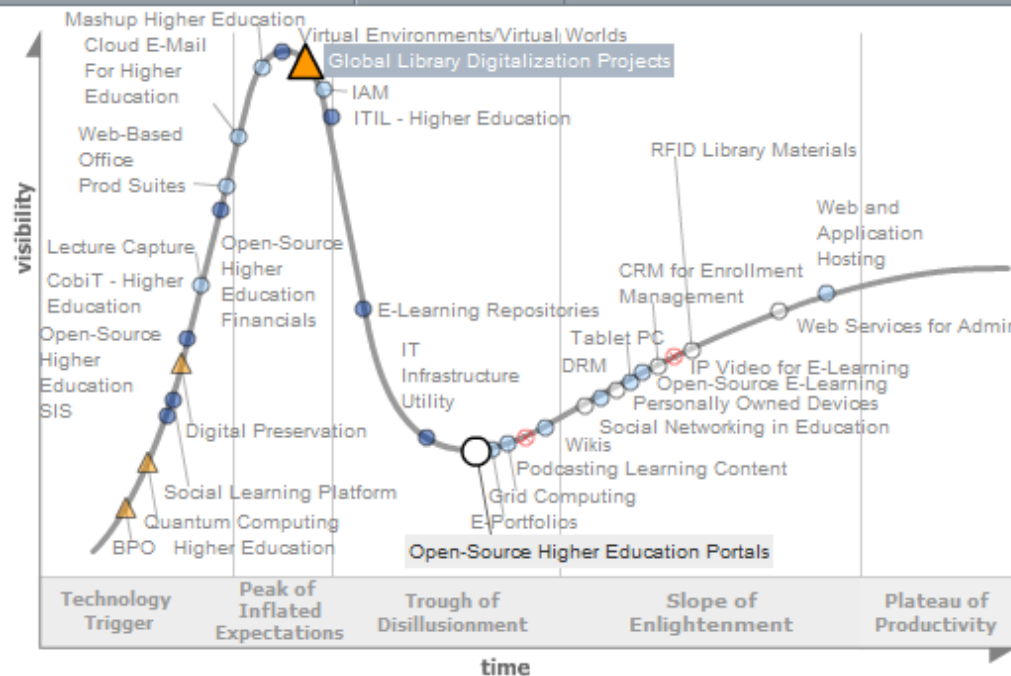 Mashup Higher Education
Virtual Environments/Virtual Worlds
Cloud E-Mail
For Higher
Education
Global Library Digitalization Projects
IAM
ITIL - Higher Education
Web-Based
Office
Prod Suites
RFID Library Materials
visibility
Web and
Application
Hosting
Lecture Capture
Open-Source
Higher
Education
Financials
CobiT - Higher
Education
CRM for Enrollment
Management
E-Learning Repositories
Web Services for Admin
Open-Source
Higher
Education
SIS
IT
Infrastructure
Utility
Tablet PC
DRM
IP Video for E-Learning
Open-Source E-Learning
Personally Owned Devices
Social Networking in Education
Digital Preservation
Wikis
Podcasting Learning Content
Social Learning Platform
Grid Computing
Quantum Computing
E-Portfolios
BPO
Higher Education
Open-Source Higher Education Portals
Technology
Trigger
Peak of
Inflated
Expectations
Trough of
Disillusionment
Slope of
Enlightenment
Plateau of
Productivity
time